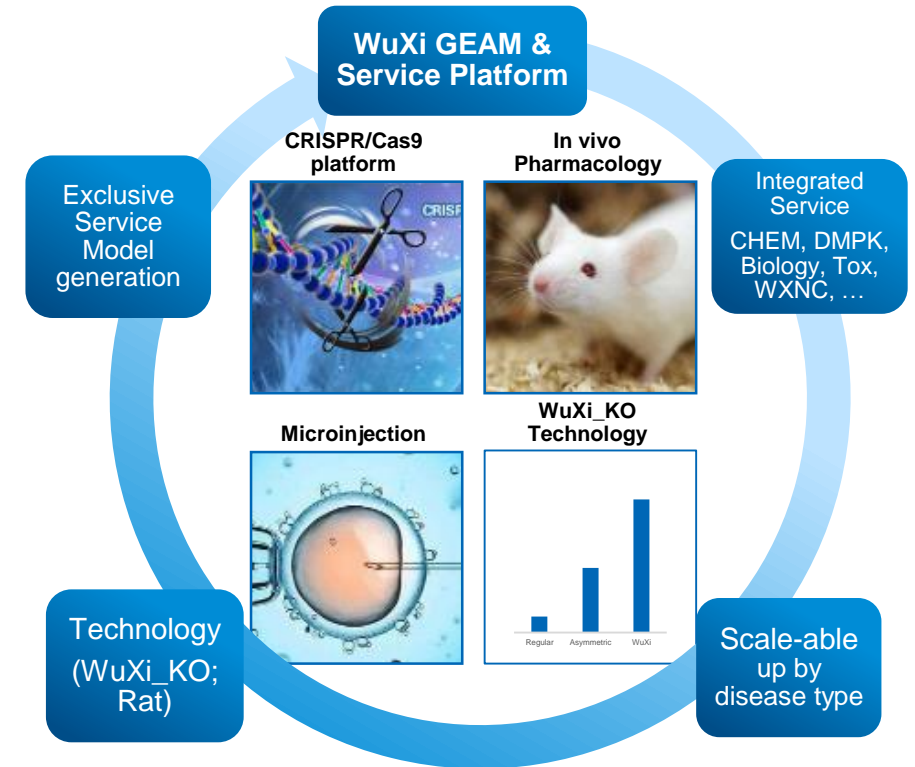 WuXi GEAM &
Service Platform
CRISPR/Cas9
platform
In vivo
Pharmacology
Exclusive
Service
Model
generation
Integrated
Service
CHEM, DMPK,
Biology, Tox,
WXNC, …
Microinjection
WuXi_KO
Technology
Regular
Asymmetric
WuXi
Technology
(WuXi_KO;
Rat)
Scale-able
up by
disease type